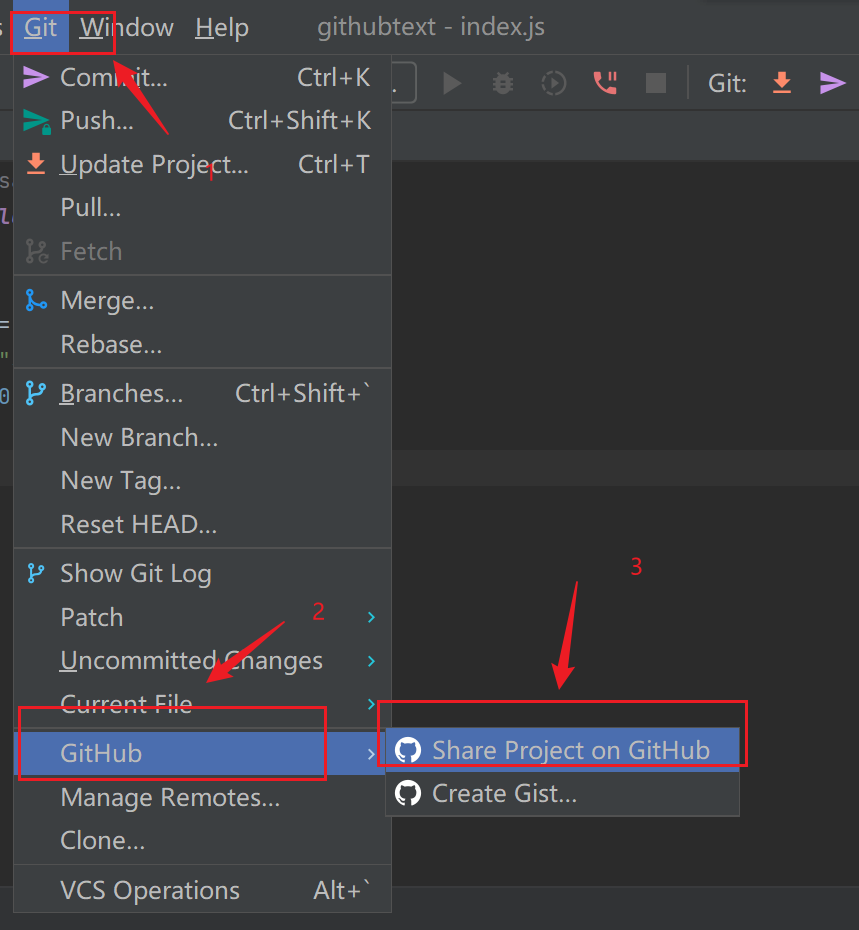 Git Window Help githubtext - index.js
Commit... Ctrl+K . Git:
Push... Ctrl+Shift+K
Update Project... Ctrl+T
1
Pull...
Fetch
Merge...
=
Rebase...
"
Branches... Ctrl+Shift+`
0
New Branch...
New Tag...
Reset HEAD...
Show Git Log
3
Patch
2
Uncommitted Changes
Current File
GitHub
Share Project on GitHub
Manage Remotes...
Create Gist...
Clone...
VCS Operations Alt+`